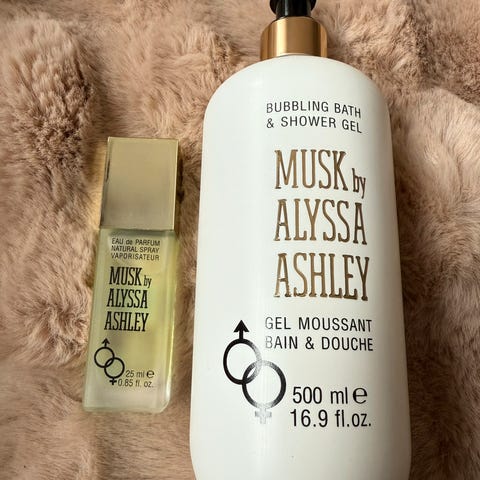 EAU de PARFUM
NATURAL SPRAY
VAPORISATEUR
MUSK by
ALYSSA
ASHLEY
25 ml e
0.85 fl. oz.
BUBBLING BATH
& SHOWER GEL
MUSK by
ALYSSA
ASHLEY
GEL MOUSSANT
BAIN & DOUCHE
500 ml e
16.9 fl.oz.